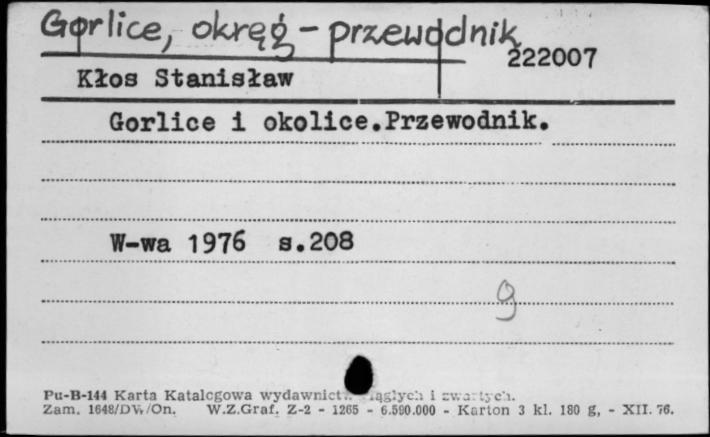 Gorlice, okręg - przewodnik
222007
Kłos Stanisław
Gorlice i okolice.Przewodnik.
W-wa 1976 s.208
g
Pu-B-144 Karta Katalogowa wydawnictw ciągłych i zwartych.
Zam. 1648/DW/On. W.Z.Graf. Z-2 - 1265 - 6.590.000 - Karton 3 kl. 180 g, - XII. 76.